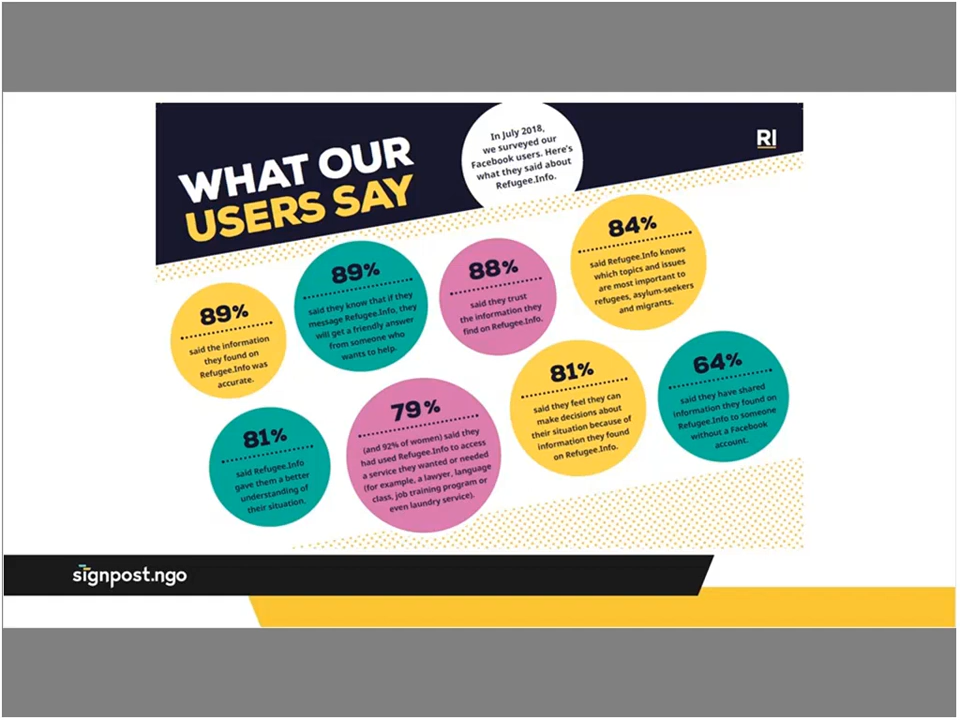 WHAT OUR
USERS SAY
In July 2018,
we surveyed our
Facebook users. Here's
what they said about
Refugee.Info.
RI
89%
said the information
they found on
Refugee.Info was
accurate.
89%
said they know that if they
message Refugee.Info, they
will get a friendly answer
from someone who
wants to help.
88%
said they trust
the information they
find on Refugee.Info.
84%
said Refugee.Info knows
which topics and issues
are most important to
refugees, asylum-seekers
and migrants.
81%
said Refugee.Info
gave them a better
understanding of
their situation.
79%
(and 92% of women) said they
had used Refugee.Info to access
a service they wanted or needed
(for example, a lawyer, language
class, job training program or
even laundry service).
81%
said they feel they can
make decisions about
their situation because of
information they found
on Refugee.Info.
64%
said they have shared
information they found on
Refugee.Info to someone
without a Facebook
account.
signpost.ngo